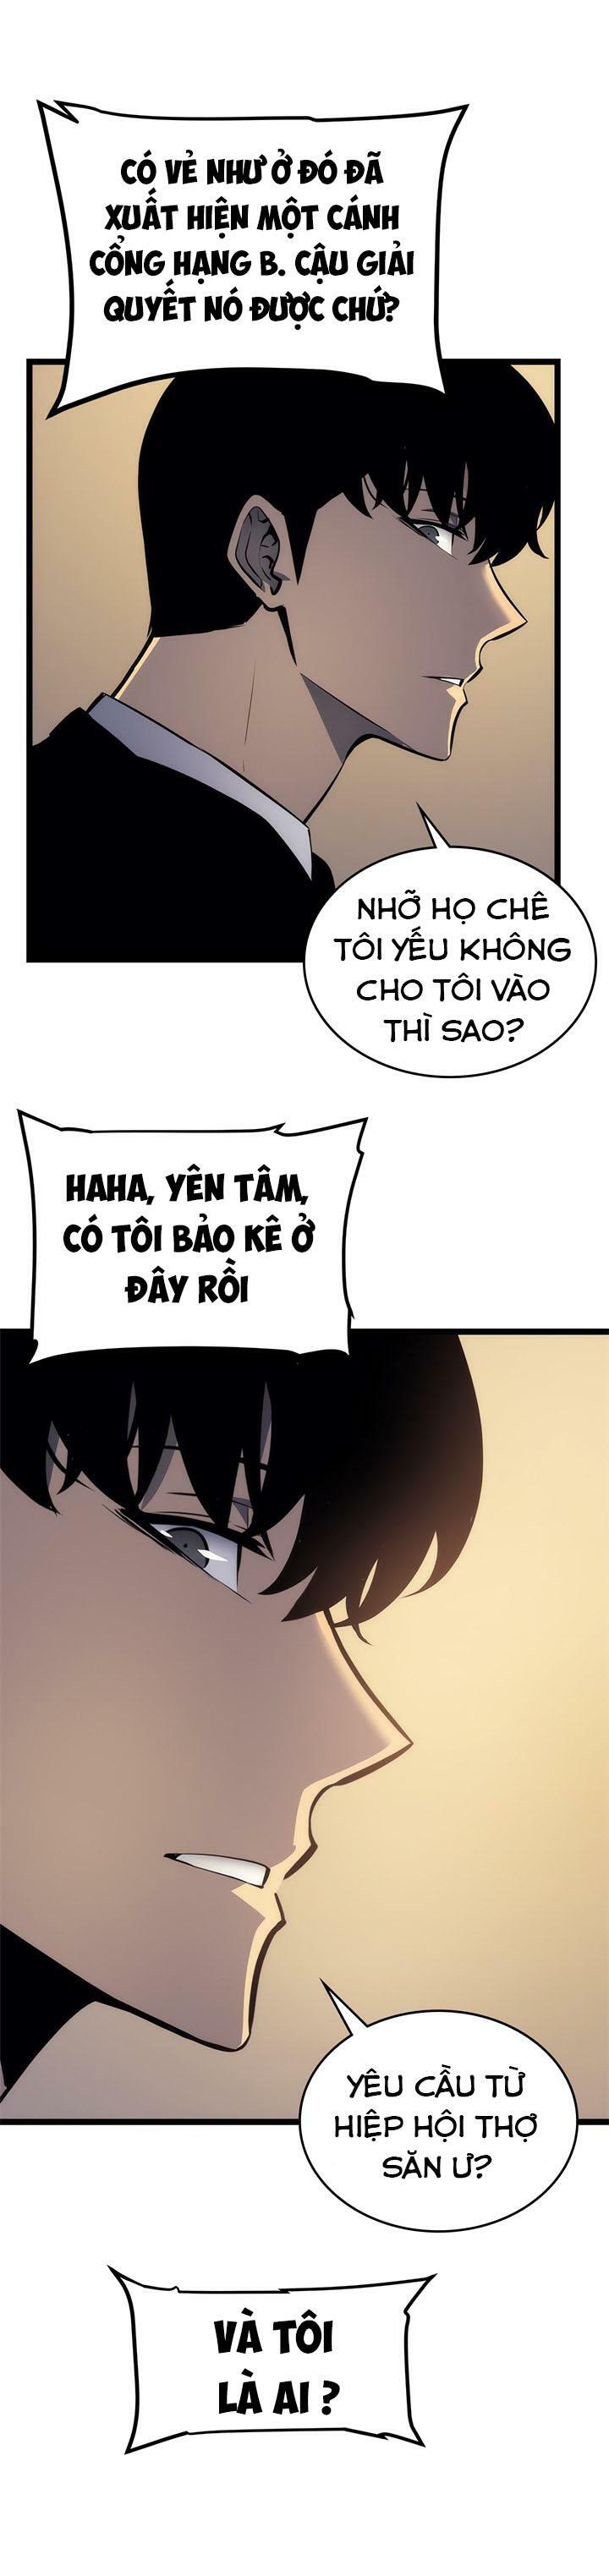 CÓ VẺ NHƯ Ở ĐÓ ĐÃ
XUẤT HIỆN MỘT CÁNH
CỔNG HẠNG B. CẬU GIẢI
QUYẾT NÓ ĐƯỢC CHỨ?
NHỠ HỌ CHÊ
TÔI YẾU KHÔNG
CHO TÔI VÀO
THÌ SAO?
HAHA, YÊN TÂM,
CÓ TÔI BẢO KÊ Ở
ĐÂY RỒI
YÊU CẦU TỪ
HIỆP HỘI THỢ
SĂN Ư?
VÀ TÔI
LÀ AI ?